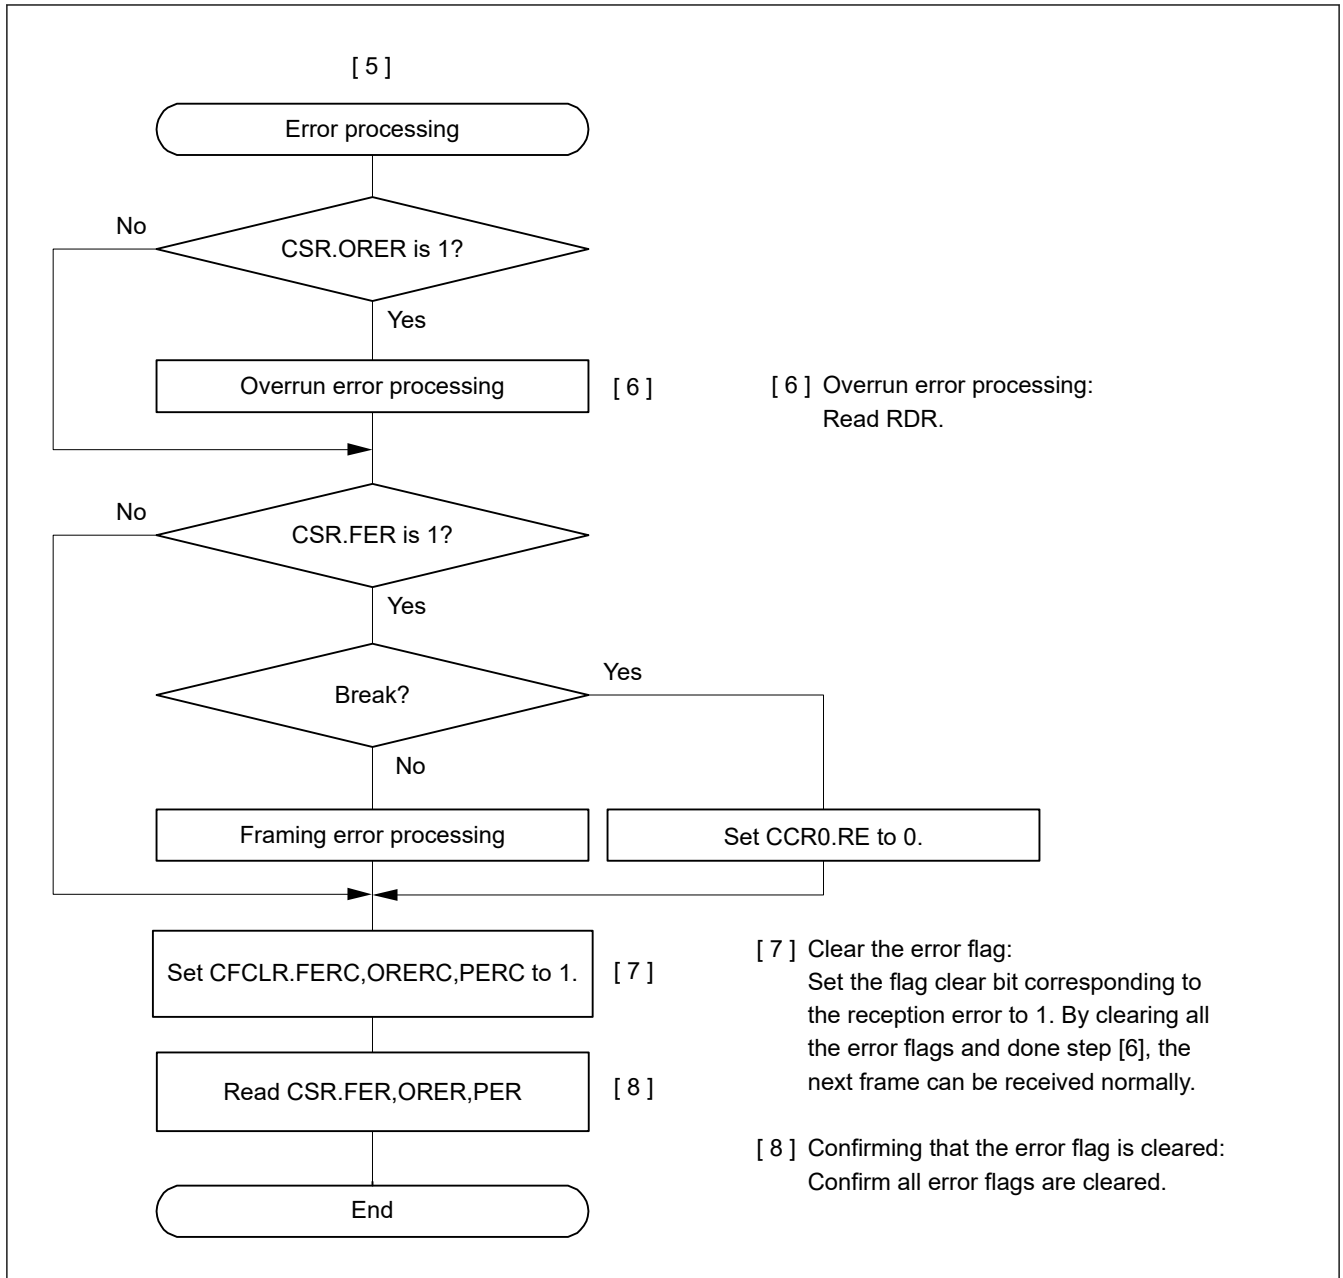 [ 5 ]
Error processing
No
CSR.ORER is 1?
Yes
Overrun error processing
[ 6 ]
[ 6 ] Overrun error processing:
Read RDR.
No
CSR.FER is 1?
Yes
Break?
Yes
No
Framing error processing
Set CCR0.RE to 0.
Set CFCLR.FERC,ORERC,PERC to 1.
[ 7 ]
[ 7 ] Clear the error flag:
Set the flag clear bit corresponding to
the reception error to 1. By clearing all
the error flags and done step [6], the
next frame can be received normally.
Read CSR.FER,ORER,PER
[ 8 ]
[ 8 ] Confirming that the error flag is cleared:
Confirm all error flags are cleared.
End